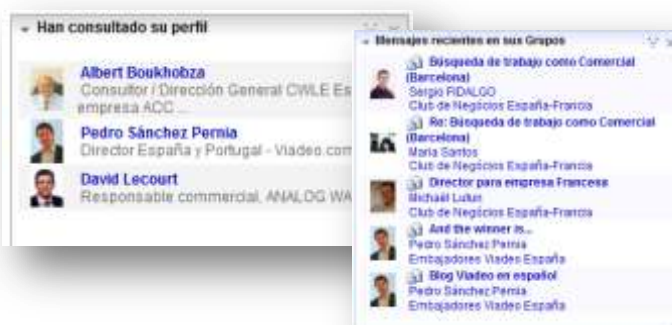 Han consultado su perfil
Albert Boukhobza
Consultor / Dirección General CWLE Es
empresa ACC ...
Pedro Sánchez Pernia
Director España y Portugal - Viadeo.com
David Lecourt
Responsable commercial, ANALOG WA
Mensajes recientes en sus Grupos
Búsqueda de trabajo como Comercial
(Barcelona)
Sergio FIDALGO
Club de Negócios España-Francia
Re: Búsqueda de trabajo como Comercial
(Barcelona)
Maria Santos
Club de Negócios España-Francia
Director para empresa Francesa
Michaël
Club de Negócios España-Francia
And the winner is...
Pedro Sánchez Pernia
Embajadores Viadeo España
Blog Viadeo en español
Pedro Sánchez Pernia
Embajadores Viadeo España